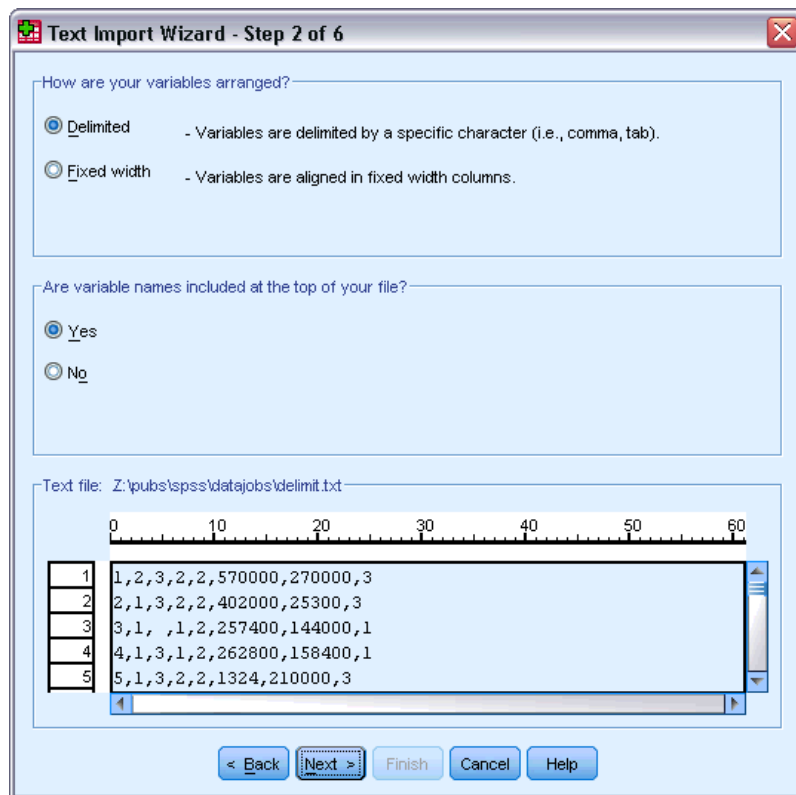 Text Import Wizard - Step 2 of 6
How are your variables arranged?
Delimited - Variables are delimited by a specific character (i.e., comma, tab).
Fixed width - Variables are aligned in fixed width columns.
Are variable names included at the top of your file?
Yes
No
Text file: Z:\pubs\spss\datajobs\delimit.txt
0 10 20 30 40 50 60
1 1,2,3,2,2,570000,270000,3
2 2,1,3,2,2,402000,25300,3
3 3,1, ,1,2,257400,144000,1
4 4,1,3,1,2,262800,158400,1
5 5,1,3,2,2,1324,210000,3
< Back Next > Finish Cancel Help